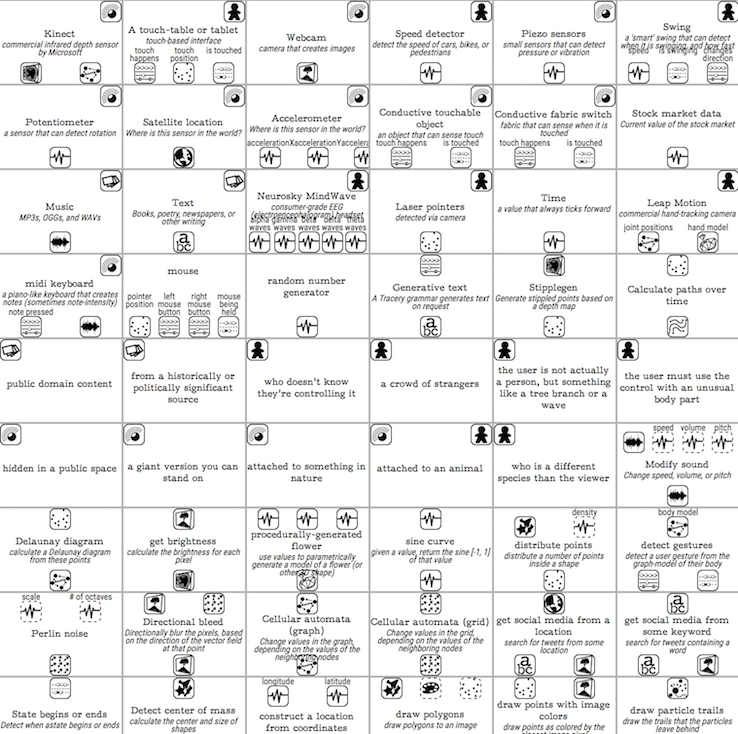 Kinect
commercial infrared depth sensor
by Microsoft
A touch-table or tablet
touch-based interface
touch happens
touch position
is touched
Webcam
camera that creates images
Speed detector
detect the speed of cars, bikes, or
pedestrians
Piezo sensors
small sensors that can detect
pressure or vibration
Swing
a 'smart' swing that can detect
when it is swinging, and how fast
speed
is swinging
changes direction
Potentiometer
a sensor that can detect rotation
Satellite location
Where is this sensor in the world?
Accelerometer
Where is this sensor in the world?
accelerationX
accelerationY
acceler
Conductive touchable
object
an object that can sense touch
touch happens
is touched
Conductive fabric switch
fabric that can sense when it is
touched
touch happens
is touched
Stock market data
Current value of the stock market
Music
MP3s, OGGs, and WAVs
Text
Books, poetry, newspapers, or
other writing
Neurosky MindWave
consumer-grade EEG
(electroencephalogram) headset
alpha waves
gamma waves
beta waves
delta waves
theta waves
Laser pointers
detected via camera
Time
a value that always ticks forward
Leap Motion
commercial hand-tracking camera
joint positions
hand model
midi keyboard
a piano-like keyboard that creates
notes (sometimes note-intensity)
note pressed
mouse
pointer position
left mouse button
right mouse button
mouse being held
random number
generator
Generative text
A Tracery grammar generates text
on request
abc
Stipplegen
Generate stippled points based on
a depth map
Calculate paths over
time
public domain content
from a historically or
politically significant
source
who doesn't know
they're controlling it
a crowd of strangers
the user is not actually
a person, but something
like a tree branch or a
wave
the user must use the
control with an unusual
body part
hidden in a public space
a giant version you can
stand on
attached to something in
nature
attached to an animal
who is a different
species than the viewer
speed
volume
pitch
Modify sound
Change speed, volume, or pitch
Delaunay diagram
calculate a Delaunay diagram
from these points
get brightness
calculate the brightness for each
pixel
procedurally-generated
flower
use values to parametrically
generate a model of a flower (or
other 3D shape)
sine curve
given a value, return the sine [-1, 1]
of that value
density
distribute points
distribute a number of points
inside a shape
body model
detect gestures
detect a user gesture from the
graph-model of their body
scale
# of octaves
Perlin noise
Directional bleed
Directionally blur the pixels, based
on the direction of the vector field
at that point
Cellular automata
(graph)
Change values in the graph,
depending on the values of the
neighboring nodes
Cellular automata (grid)
Change values in the grid,
depending on the values of the
neighboring nodes
get social media from a
location
search for tweets from some
location
abc
get social media from
some keyword
search for tweets containing a
word
abc
State begins or ends
Detect when astate begins or ends
Detect center of mass
calculate the center and size of
shapes
longitude
latitude
construct a location
from coordinates
draw polygons
draw polygons to an image
draw points with image
colors
draw points as colored by the
draw particle trails
draw the trails that the particles
leave behind